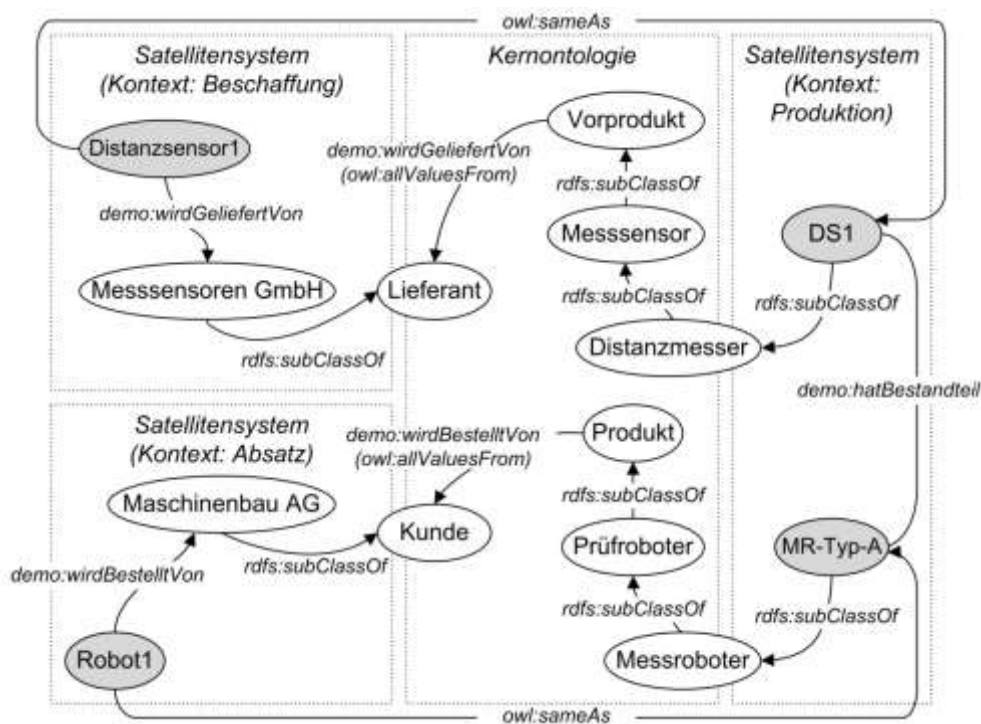 owl:sameAs
Satellitensystem
(Kontext: Beschaffung)
Distanzsensor1
demo:wirdGeliefertVon
Messsensoren GmbH
rdfs:subClassOf
Kernontologie
Vorprodukt
demo:wirdGeliefertVon
(owl:allValuesFrom)
rdfs:subClassOf
Messsensor
Lieferant
rdfs:subClassOf
Distanzmesser
Satellitensystem
(Kontext:
Produktion)
DS1
rdfs:subClassOf
demo:hatBestandteil
Satellitensystem
(Kontext: Absatz)
Maschinenbau AG
demo:wirdBestelltVon
rdfs:subClassOf
Robot1
demo:wirdBestelltVon
(owl:allValuesFrom)
Produkt
rdfs:subClassOf
Kunde
Prüfroboter
rdfs:subClassOf
Messroboter
MR-Typ-A
rdfs:subClassOf
owl:sameAs